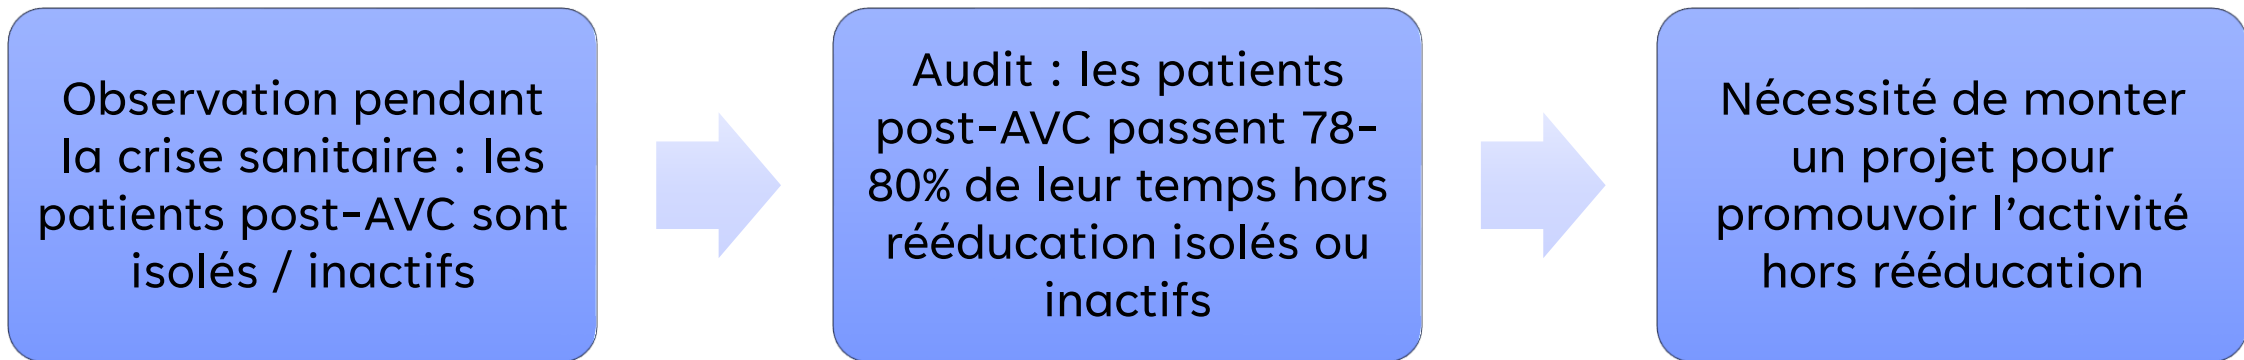 Observation pendant
la crise sanitaire : les
patients post-AVC sont
isolés / inactifs
Audit : les patients
post-AVC passent 78-
80% de leur temps hors
rééducation isolés ou
inactifs
Nécessité de monter
un projet pour
promouvoir l’activité
hors rééducation